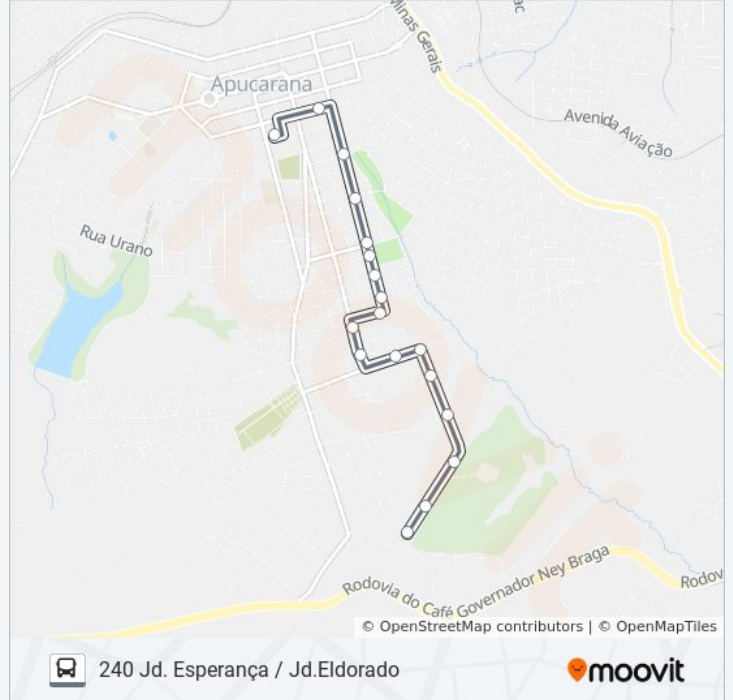 Minas Gerais
ac
Apucarana
Avenida Aviação
Rua Urano
Rodovia do Café Governador Ney Braga
Rodov
© OpenStreetMap contributors | © OpenMapTiles
240 Jd. Esperança / Jd.Eldorado
moovit